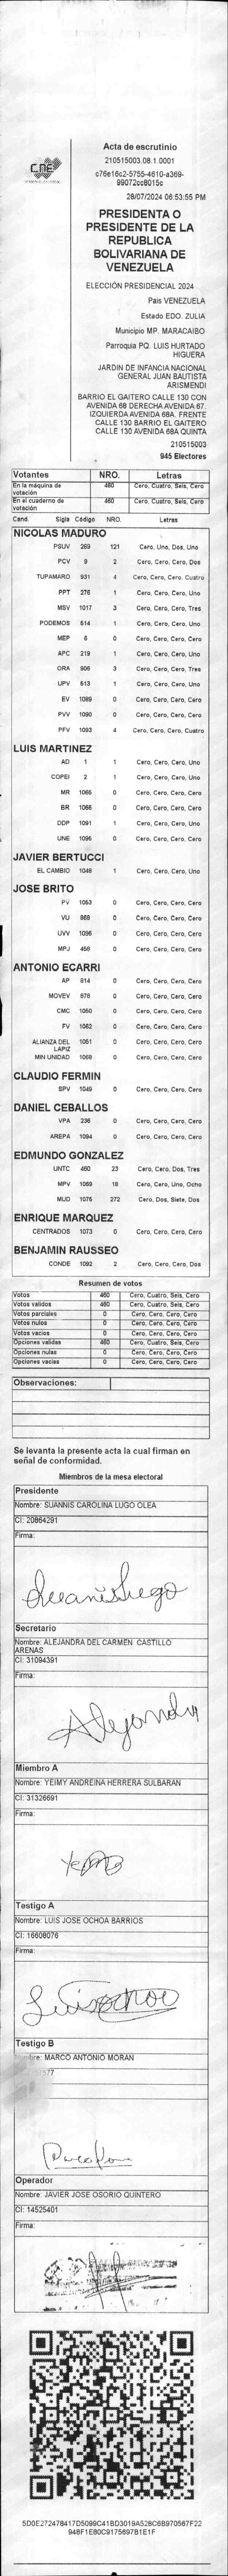 CNE
Acta de escrutinio
210515003.08.1.0001
c76e16c2-5755-4610-a369-
99072cc8015c
28/07/2024 06:53:55 PM
PRESIDENTA O
PRESIDENTE DE LA
REPUBLICA
BOLIVARIANA DE
VENEZUELA
ELECCIÓN PRESIDENCIAL 2024
Pais VENEZUELA
Estado EDO. ZULIA
Municipio MP. MARACAIBO
Parroquia PQ. LUIS HURTADO
HIGUERA
JARDIN DE INFANCIA NACIONAL
GENERAL JUAN BAUTISTA
ARISMENDI
BARRIO EL GAITERO CALLE 130 CON
AVENIDA 66 DERECHA AVENIDA 67.
IZQUIERDA AVENIDA 68A. FRENTE
CALLE 130 BARRIO EL GAITERO
CALLE 130 AVENIDA 68A QUINTA
210515003
945 Electores
Votantes NRO. Letras
En la máquina de votación 460 Cero, Cuatro, Seis, Cero
En el cuaderno de votación 460 Cero, Cuatro, Seis, Cero
Cand. Sigla Código NRO. Letras
NICOLAS MADURO
PSUV 269 121 Cero, Uno, Dos, Uno
PCV 9 2 Cero, Cero, Cero, Dos
TUPAMARO 931 4 Cero, Cero, Cero, Cuatro
PPT 276 1 Cero, Cero, Cero, Uno
MSV 1017 3 Cero, Cero, Cero, Tres
PODEMOS 514 1 Cero, Cero, Cero, Uno
MEP 6 0 Cero, Cero, Cero, Cero
APC 219 1 Cero, Cero, Cero, Uno
ORA 906 3 Cero, Cero, Cero, Tres
UPV 513 1 Cero, Cero, Cero, Uno
EV 1089 0 Cero, Cero, Cero, Cero
PVV 1090 0 Cero, Cero, Cero, Cero
PFV 1093 4 Cero, Cero, Cero, Cuatro
LUIS MARTINEZ
AD 1 1 Cero, Cero, Cero, Uno
COPEI 2 1 Cero, Cero, Cero, Uno
MR 1065 0 Cero, Cero, Cero, Cero
BR 1066 0 Cero, Cero, Cero, Cero
DDP 1091 1 Cero, Cero, Cero, Uno
UNE 1095 0 Cero, Cero, Cero, Cero
JAVIER BERTUCCI
EL CAMBIO 1048 1 Cero, Cero, Cero, Uno
JOSE BRITO
PV 1053 0 Cero, Cero, Cero, Cero
VU 869 0 Cero, Cero, Cero, Cero
UVV 1096 0 Cero, Cero, Cero, Cero
MPJ 456 0 Cero, Cero, Cero, Cero
ANTONIO ECARRI
AP 814 0 Cero, Cero, Cero, Cero
MOVEV 878 0 Cero, Cero, Cero, Cero
CMC 1050 0 Cero, Cero, Cero, Cero
FV 1062 0 Cero, Cero, Cero, Cero
ALIANZA DEL LAPIZ 1051 0 Cero, Cero, Cero, Cero
MIN UNIDAD 1069 0 Cero, Cero, Cero, Cero
CLAUDIO FERMIN
SPV 1049 0 Cero, Cero, Cero, Cero
DANIEL CEBALLOS
VPA 236 0 Cero, Cero, Cero, Cero
AREPA 1094 0 Cero, Cero, Cero, Cero
EDMUNDO GONZALEZ
UNTC 460 23 Cero, Cero, Dos, Tres
MPV 1069 18 Cero, Cero, Uno, Ocho
MUD 1075 272 Cero, Dos, Siete, Dos
ENRIQUE MARQUEZ
CENTRADOS 1073 0 Cero, Cero, Cero, Cero
BENJAMIN RAUSSEO
CONDE 1092 2 Cero, Cero, Cero, Dos
Resumen de votos
Votos 460 Cero, Cuatro, Seis, Cero
Votos validos 460 Cero, Cuatro, Seis, Cero
Votos parciales 0 Cero, Cero, Cero, Cero
Votos nulos 0 Cero, Cero, Cero, Cero
Votos vacios 0 Cero, Cero, Cero, Cero
Opciones validas 460 Cero, Cuatro, Seis, Cero
Opciones nulas 0 Cero, Cero, Cero, Cero
Opciones vacias 0 Cero, Cero, Cero, Cero
Observaciones:
Se levanta la presente acta la cual firman en
señal de conformidad.
Miembros de la mesa electoral
Presidente
Nombre: SUANNIS CAROLINA LUGO OLEA
CI: 20864291
Firma:
Secretario
Nombre: ALEJANDRA DEL CARMEN CASTILLO
ARENAS
CI: 31094391
Firma:
Alejandra
Miembro A
Nombre: YEIMY ANDREINA HERRERA SULBARAN
CI: 31326691
Firma:
Testigo A
Nombre: LUIS JOSE OCHOA BARRIOS
CI: 16608076
Firma:
Testigo B
MARCO ANTONIO MORAN
Operador
Nombre: JAVIER JOSE OSORIO QUINTERO
CI: 14525401
Firma:
5D0E272478417D5099C41BD3019A528C6B970567F22
948F1E80C9175697B1E1F